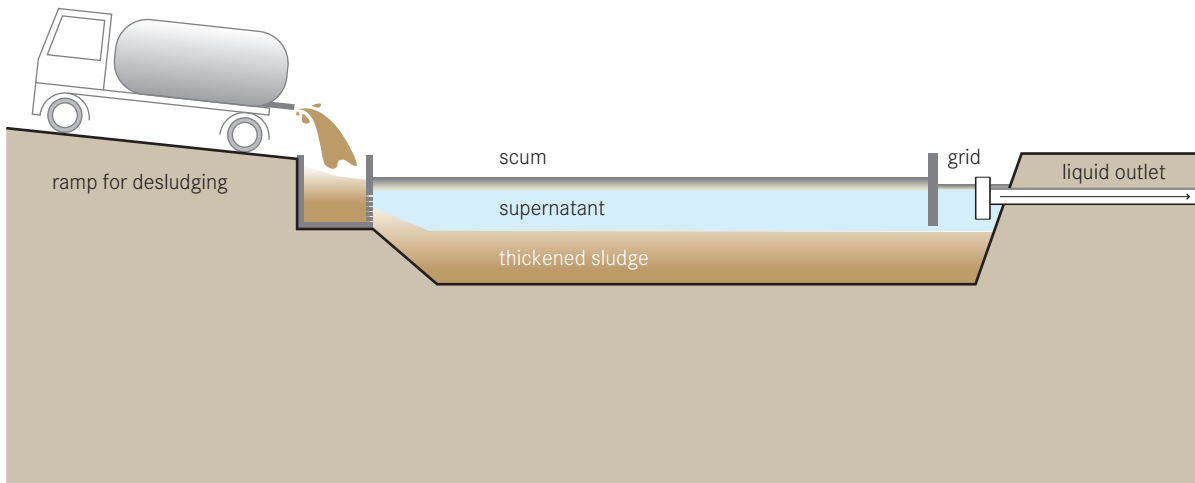 scum
grid
liquid outlet
ramp for desludging
supernatant
thickened sludge